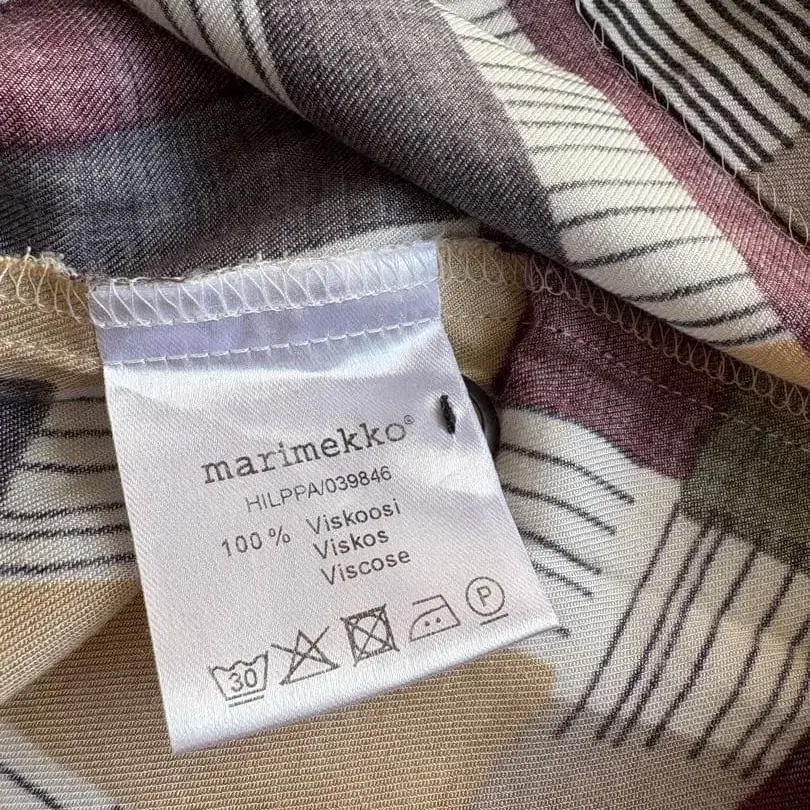 marimekko®
HILPPA/039846
100 % Viskoosi
Viskos
Viscose
30
P